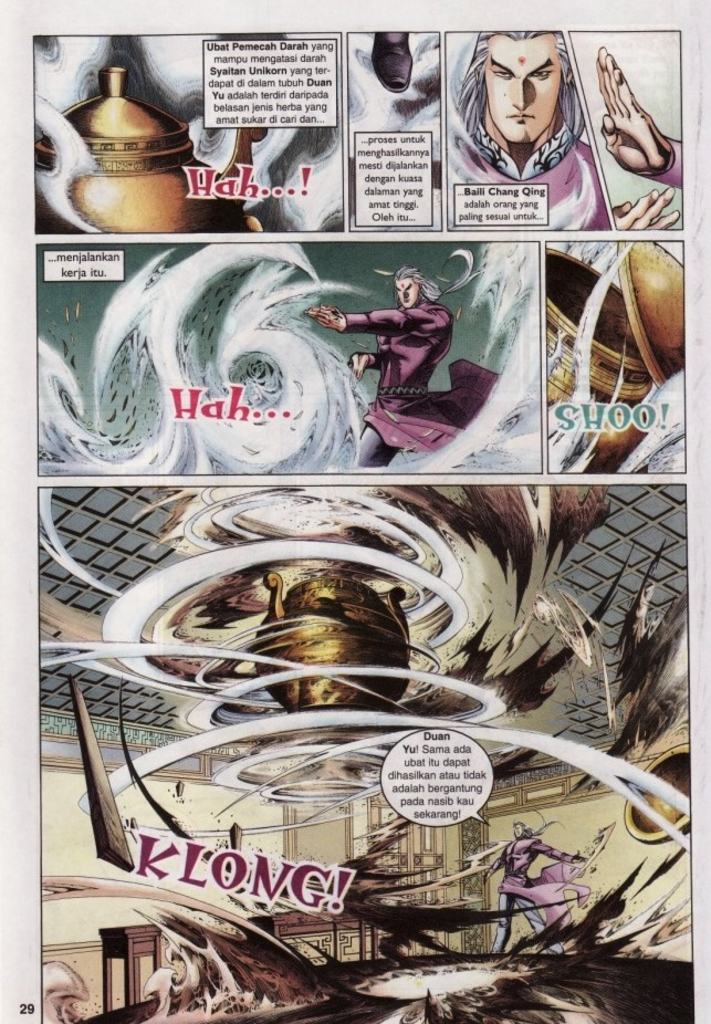 Ubat Pemecah Darah yang
mampu mengatasi darah
Syaitan Unikorn yang ter-
dapat di dalam tubuh Duan
Yu adalah terdiri daripada
belasan jenis herba yang
amat sukar di cari dan...
Hah...!
...proses untuk
menghasilkannya
mesti dijalankan
dengan kuasa
dalaman yang
amat tinggi.
Oleh itu...
...Baili Chang Qing
adalah orang yang
paling sesuai untuk...
...menjalankan
kerja itu.
Hah...
SHOO!
Duan
Yu! Sama ada
ubat itu dapat
dihasilkan atau tidak
adalah bergantung
pada nasib kau
sekarang!
KLONG!
29